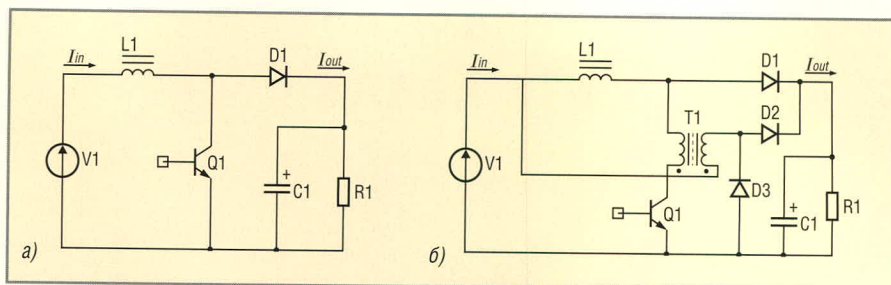 Iin
L1
D1
Iout
V1
Q1
+
C1
R1
а)
Iin
L1
D1
Iout
T1
D2
V1
D3
Q1
+
C1
R1
б)